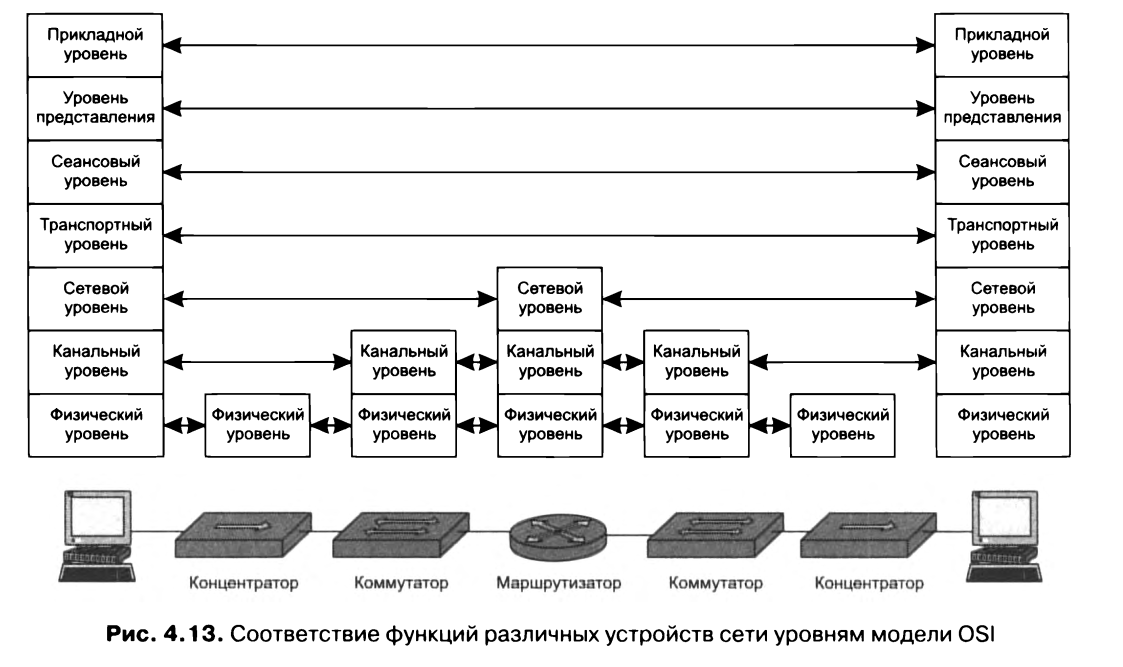 Прикладной
уровень
Прикладной
уровень
Уровень
представления
Уровень
представления
Сеансовый
уровень
Сеансовый
уровень
Транспортный
уровень
Транспортный
уровень
Сетевой
уровень
Сетевой
уровень
Сетевой
уровень
Канальный
уровень
Канальный
уровень
Канальный
уровень
Канальный
уровень
Канальный
уровень
Физический
уровень
Физический
уровень
Физический
уровень
Физический
уровень
Физический
уровень
Физический
уровень
Физический
уровень
Концентратор
Коммутатор
Маршрутизатор
Коммутатор
Концентратор
Рис. 4.13. Соответствие функций различных устройств сети уровням модели OSI